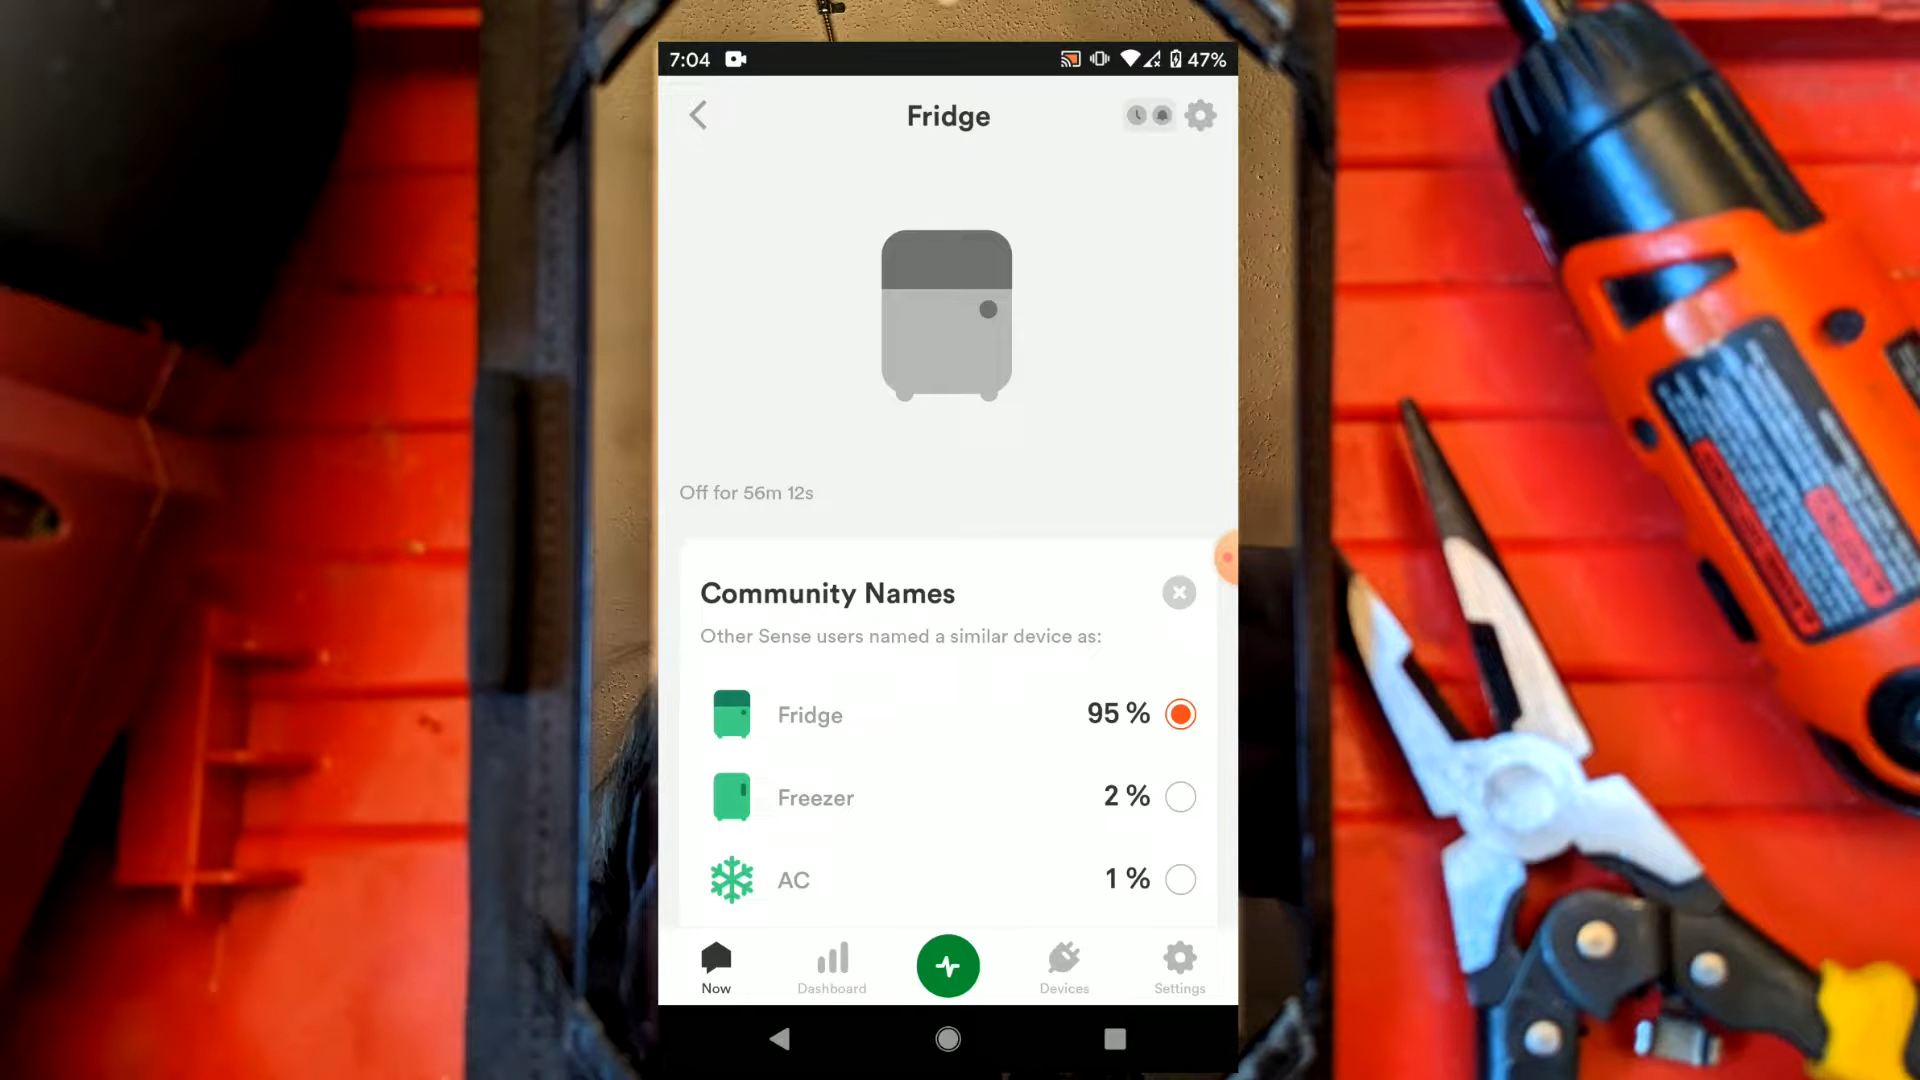 7:04
47%
Fridge
Off for 56m 12s
Community Names
Other Sense users named a similar device as:
Fridge 95 %
Freezer 2 %
AC 1 %
Now Dashboard Devices Settings